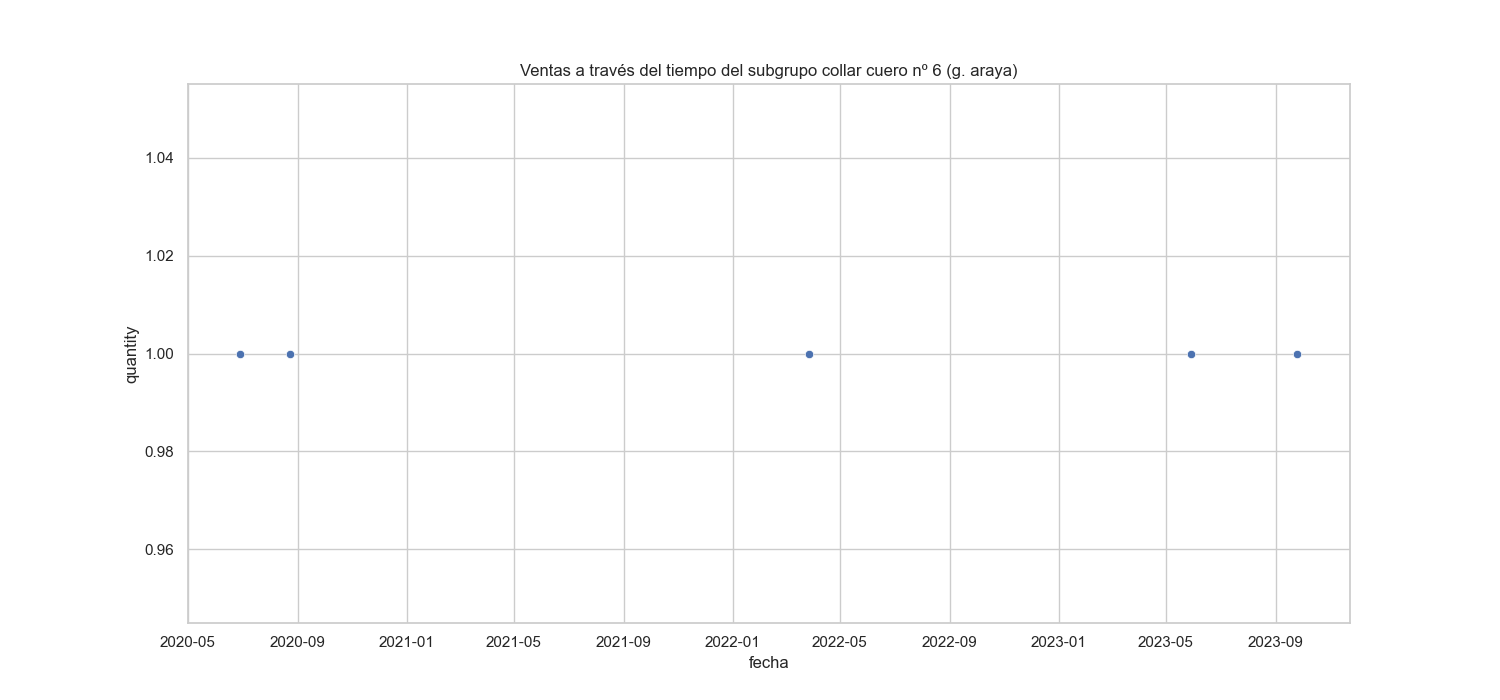 Ventas a través del tiempo del subgrupo collar cuero nº 6 (g. araya)
1.04
1.02
1.00
0.98
0.96
quantity
2020-05 2020-09 2021-01 2021-05 2021-09 2022-01 2022-05 2022-09 2023-01 2023-05 2023-09
fecha